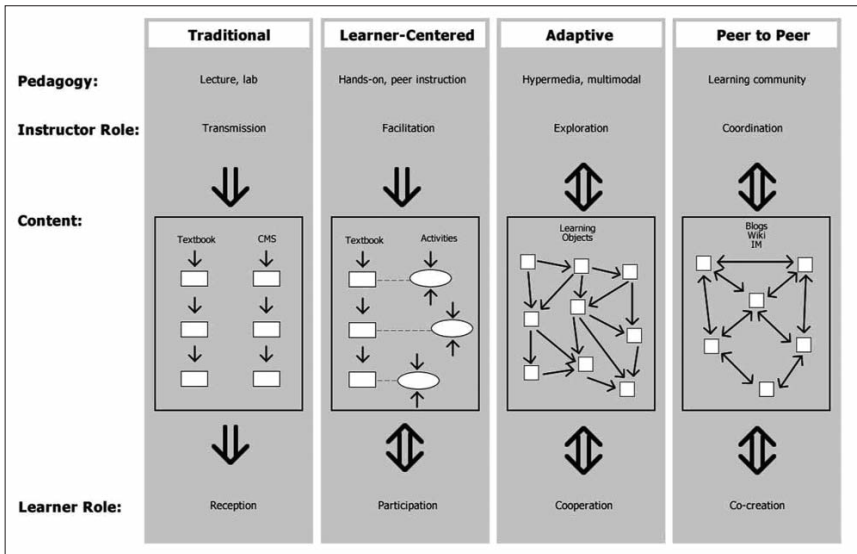 Traditional Learner-Centered Adaptive Peer to Peer
Pedagogy: Lecture, lab Hands-on, peer instruction Hypermedia, multimodal Learning community
Instructor Role: Transmission Facilitation Exploration Coordination
Content:
Textbook CMS
Textbook Activities
Learning
Objects
Blogs
Wiki
IM
Learner Role: Reception Participation Cooperation Co-creation